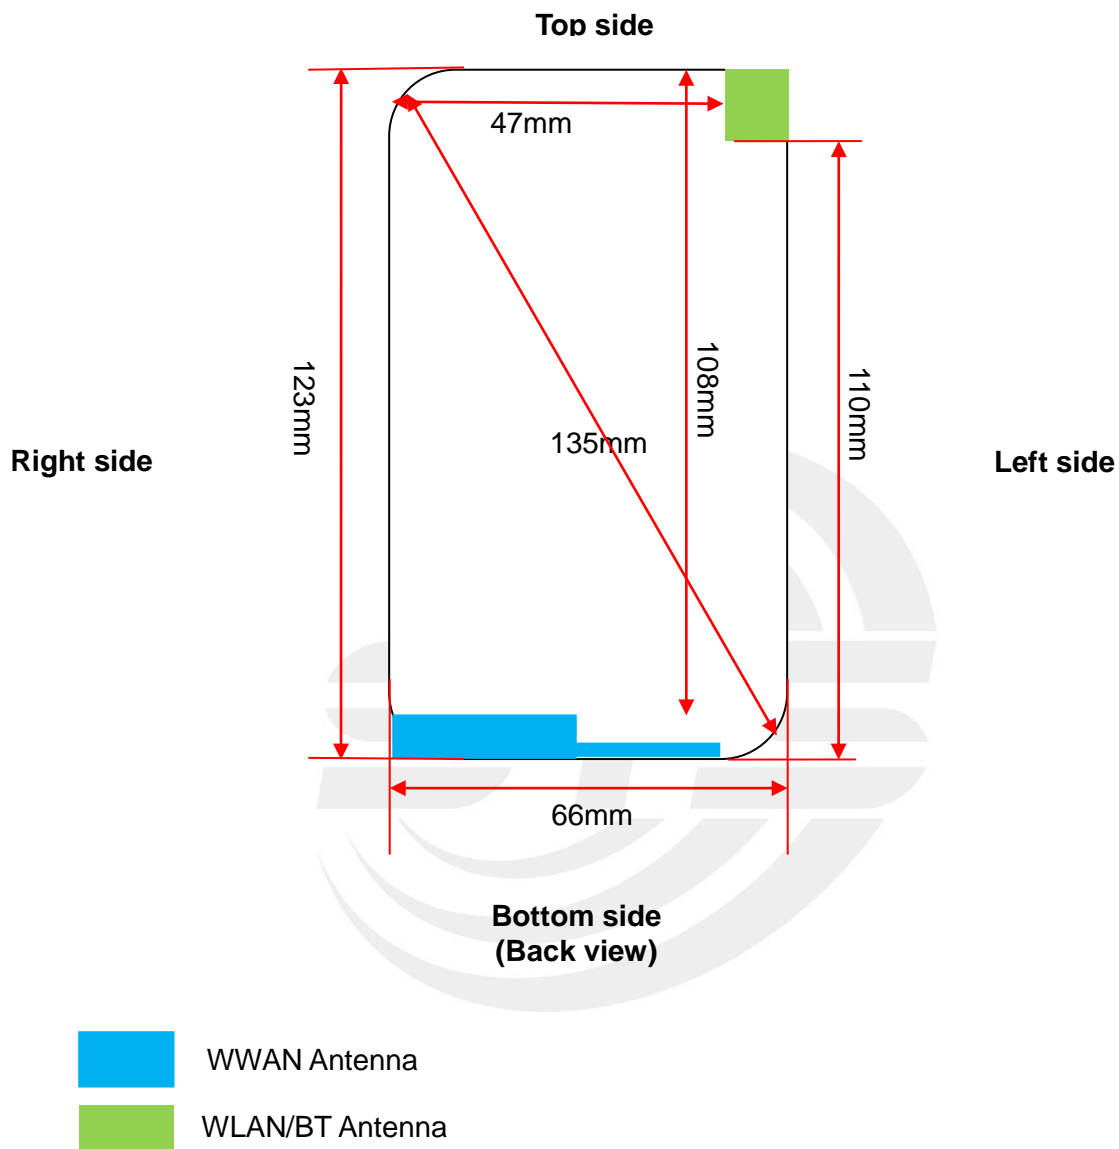 Top side
47mm
123mm
108mm
110mm
135mm
Right side
Left side
66mm
Bottom side
(Back view)
WWAN Antenna
WLAN/BT Antenna